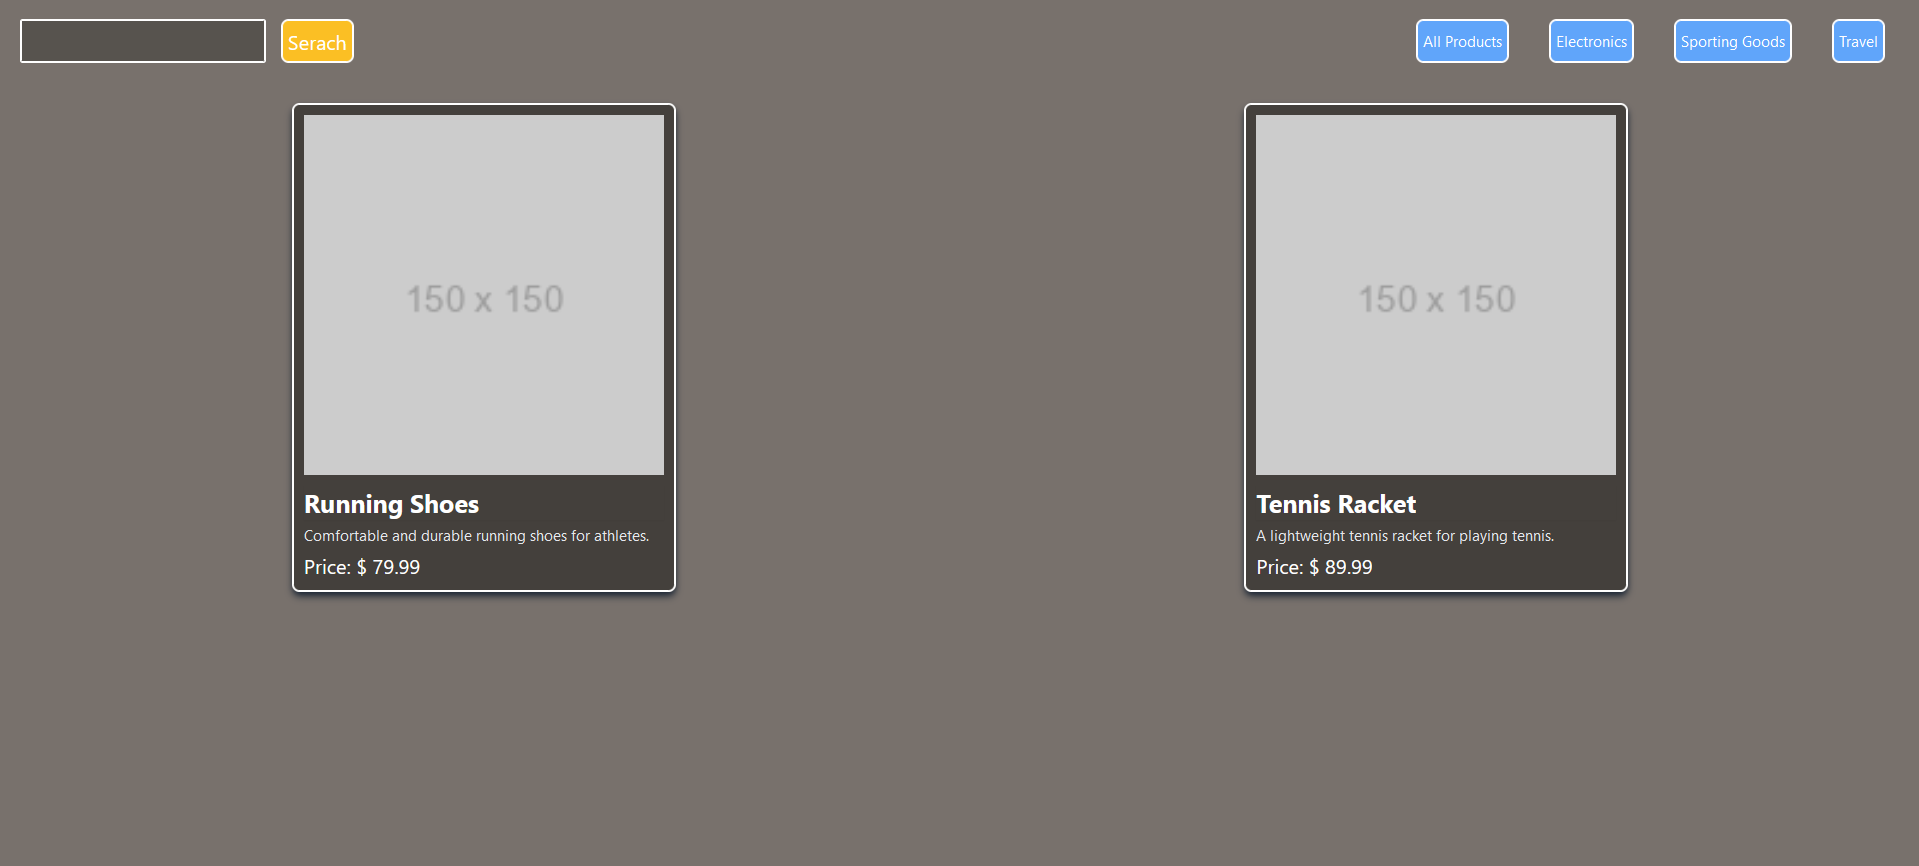 Serach
All Products
Electronics
Sporting Goods
Travel
150 x 150
Running Shoes
Comfortable and durable running shoes for athletes.
Price: $ 79.99
150 x 150
Tennis Racket
A lightweight tennis racket for playing tennis.
Price: $ 89.99